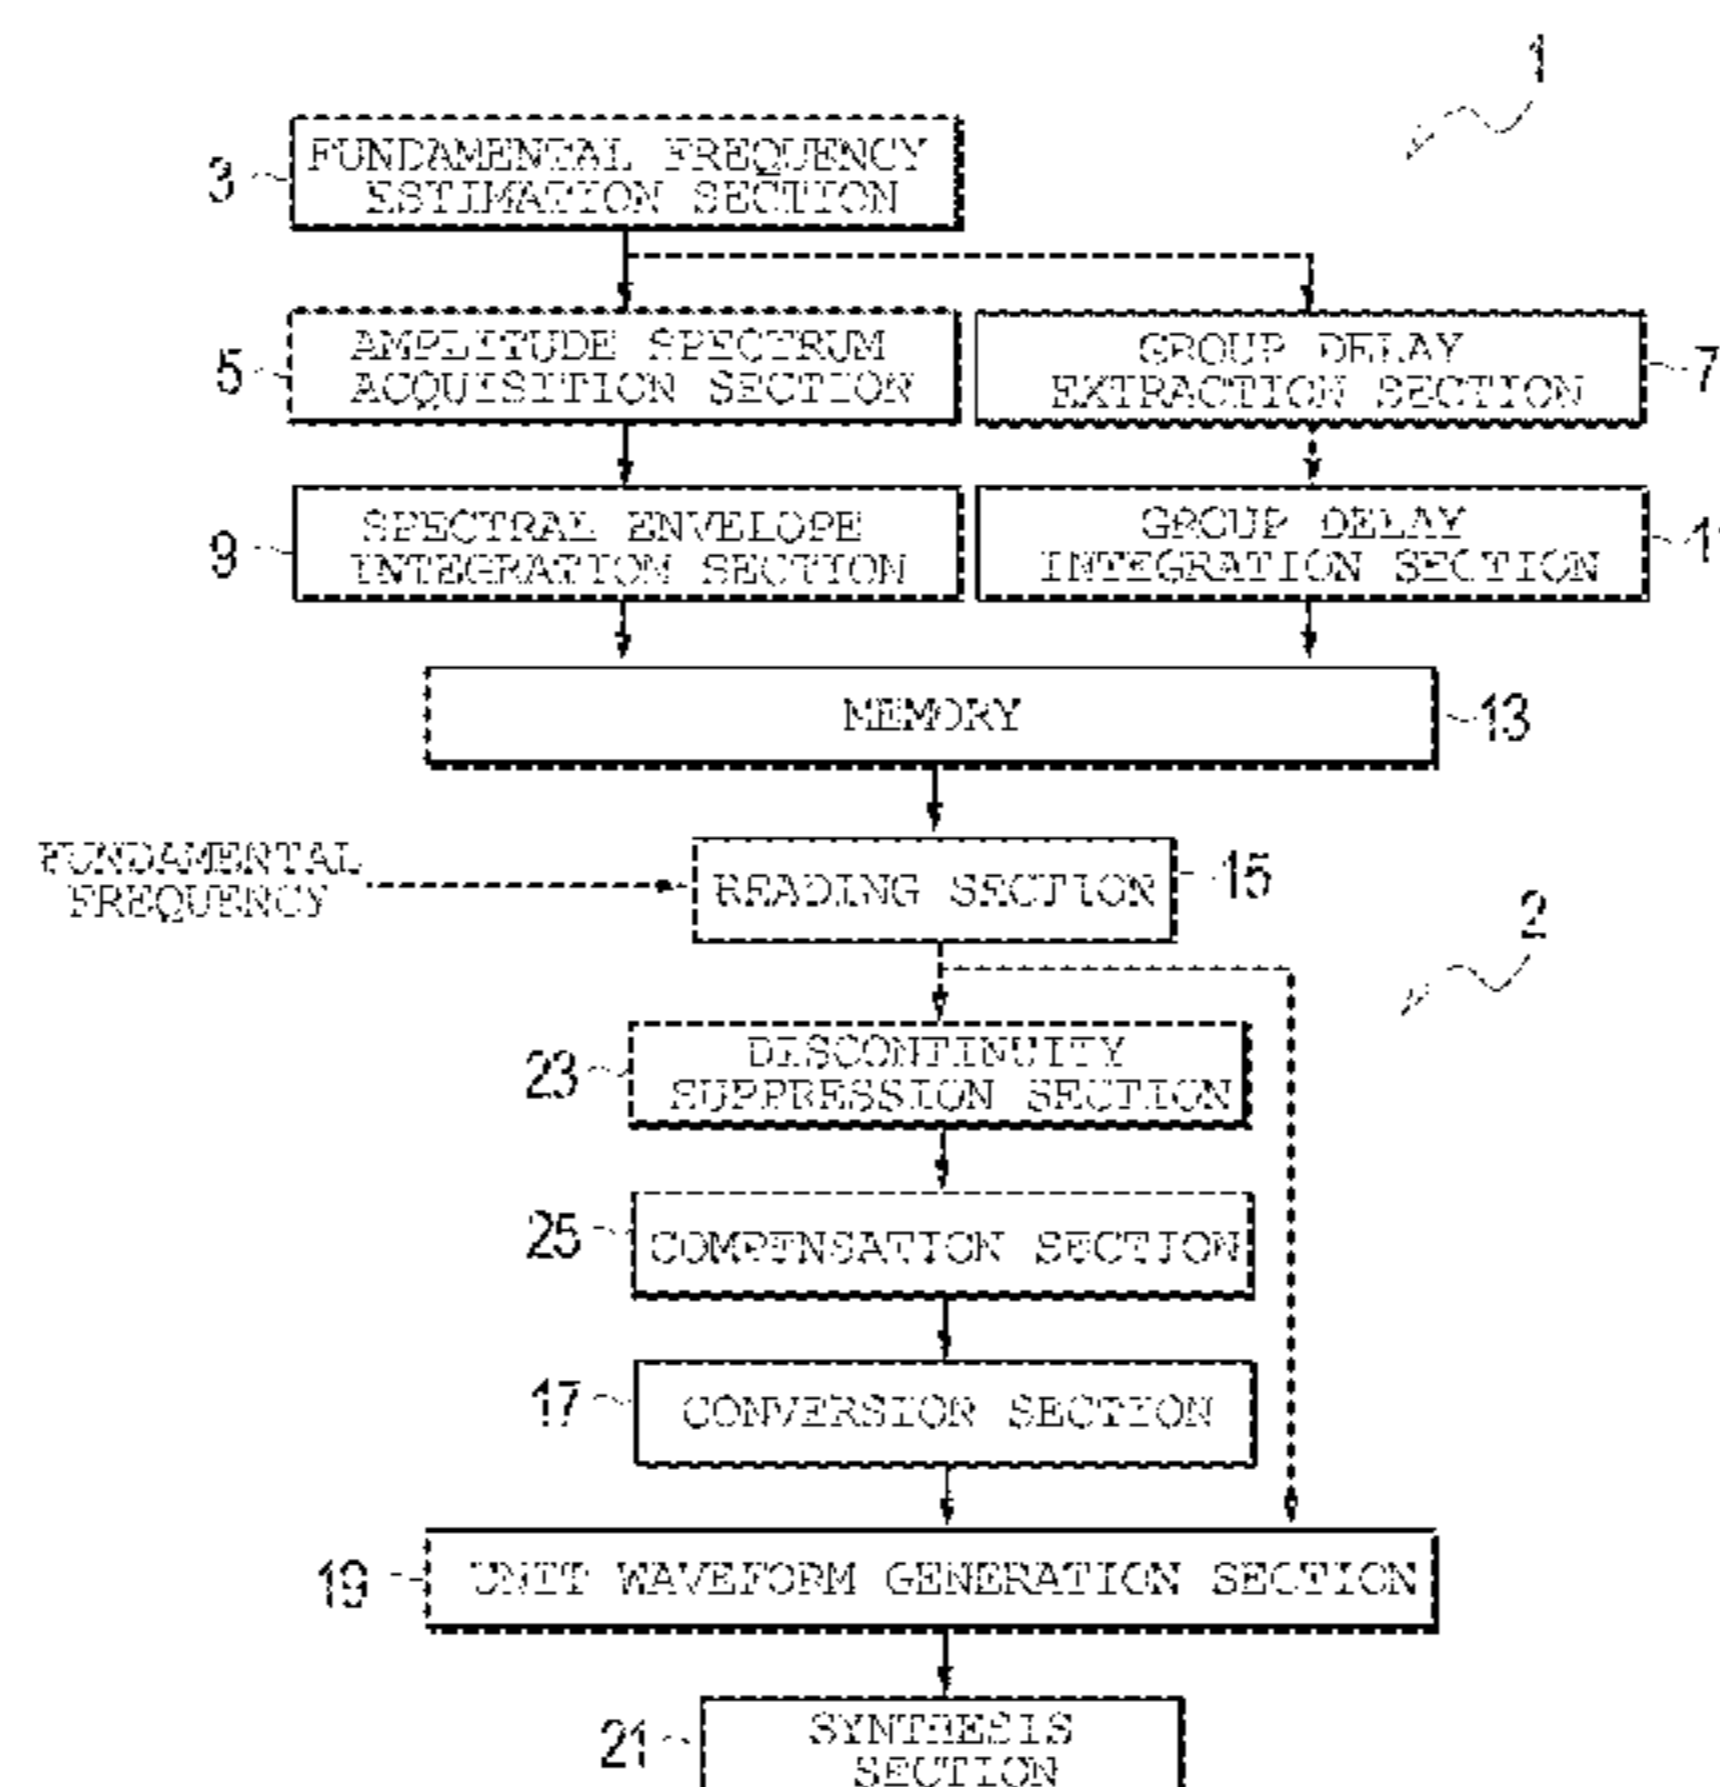 1
3
FUNDAMENTAL FREQUENCY
ESTIMATION SECTION
5
AMPLITUDE SPECTRUM
ACQUISITION SECTION
GROUP DELAY
EXTRACTION SECTION
7
9
SPECTRAL ENVELOPE
INTEGRATION SECTION
GROUP DELAY
INTEGRATION SECTION
MEMORY
13
FUNDAMENTAL
FREQUENCY
READING SECTION
15
2
23
DISCONTINUITY
SUPPRESSION SECTION
25
COMPENSATION SECTION
17
CONVERSION SECTION
19
UNIT WAVEFORM GENERATION SECTION
21
SYNTHESIS
SECTION